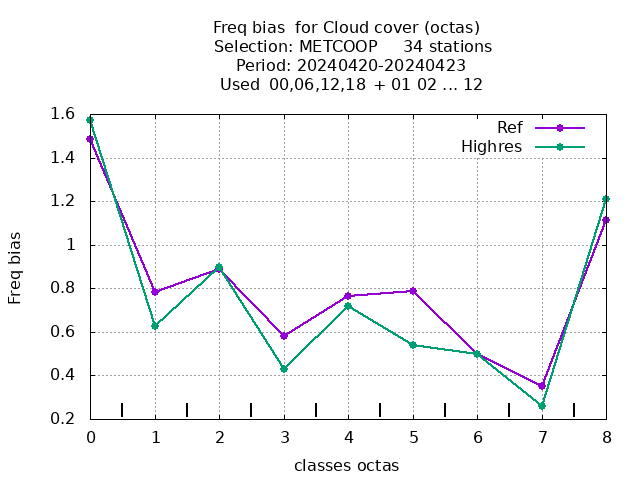 Freq bias  for Cloud cover (octas)
Selection: METCOOP     34 stations
Period: 20240420-20240423
Used  00,06,12,18  + 01 02 ... 12
Ref
Highres
1.6
1.4
1.2
1
0.8
0.6
0.4
0.2
Freq bias
0 1 2 3 4 5 6 7 8
classes octas